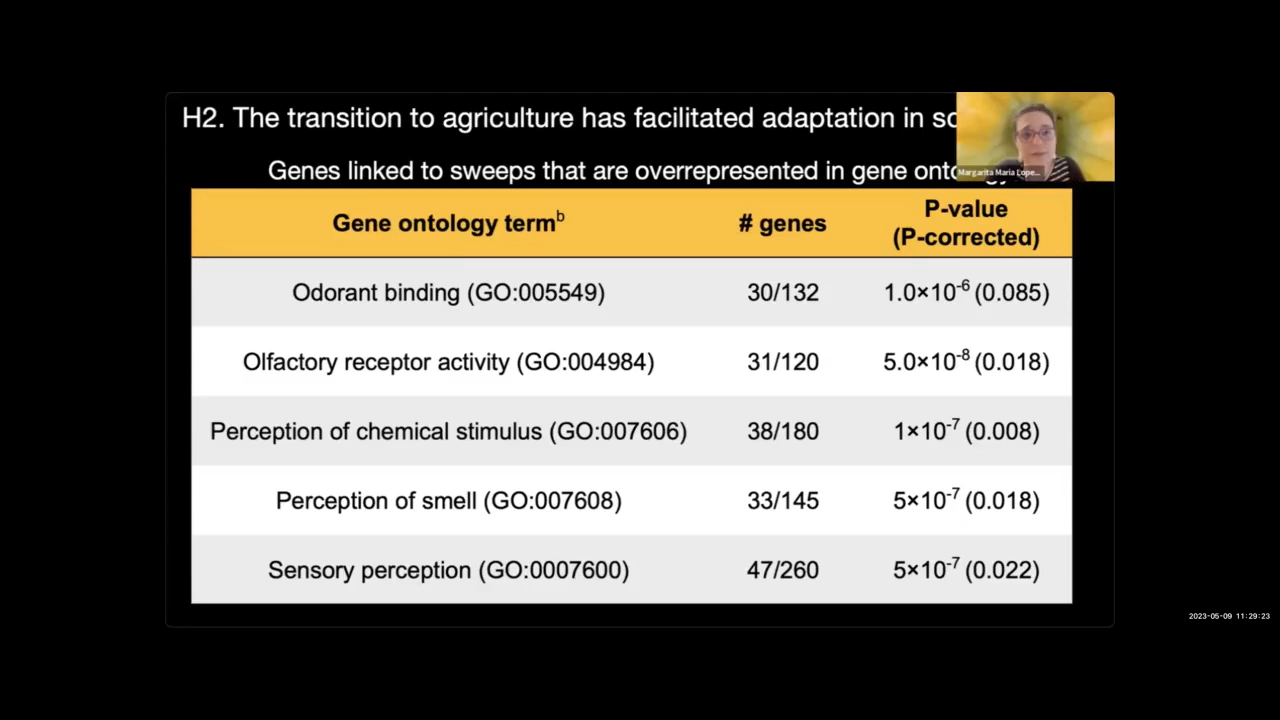 H2. The transition to agriculture has facilitated adaptation in
Margarita Maria Lope...
Genes linked to sweeps that are overrepresented in gene
Gene ontology termᵇ # genes P-value (P-corrected)
Odorant binding (GO:005549) 30/132 1.0×10⁻⁶ (0.085)
Olfactory receptor activity (GO:004984) 31/120 5.0×10⁻⁸ (0.018)
Perception of chemical stimulus (GO:007606) 38/180 1×10⁻⁷ (0.008)
Perception of smell (GO:007608) 33/145 5×10⁻⁷ (0.018)
Sensory perception (GO:0007600) 47/260 5×10⁻⁷ (0.022)
2023-05-09 11:29:23